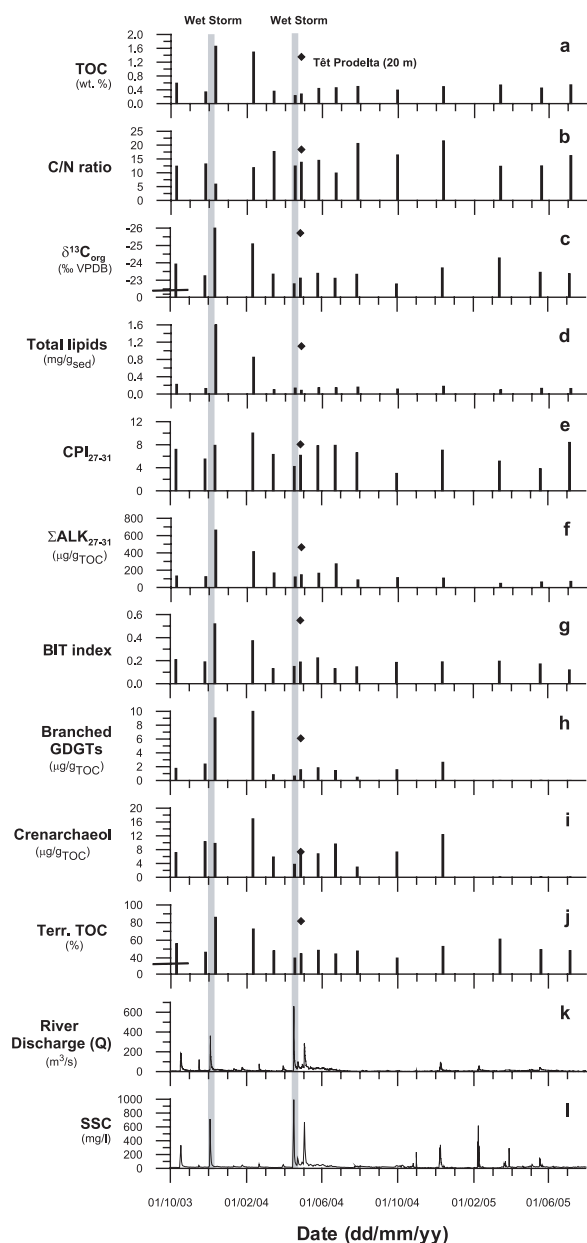 Wet Storm Wet Storm
a
TOC
(wt. %)
2.0
1.6
1.2
0.8
0.4
0.0
Têt Prodelta (20 m)
b
C/N ratio
25
20
15
10
5
0
c
δ¹³Corg
(‰ VPDB)
-26
-25
-24
-23
0
d
Total lipids
(mg/gsed)
1.6
1.2
0.8
0.4
0.0
e
CPI27-31
12
8
4
0
f
ΣALK27-31
(μg/gTOC)
800
600
400
200
0
g
BIT index
0.6
0.4
0.2
0.0
h
Branched
GDGTs
(μg/gTOC)
10
8
6
4
2
0
i
Crenarchaeol
(μg/gTOC)
20
16
12
8
4
0
j
Terr. TOC
(%)
100
80
60
40
0
k
River
Discharge (Q)
(m³/s)
600
400
200
0
l
SSC
(mg/l)
1000
800
600
400
200
0
01/10/03 01/02/04 01/06/04 01/10/04 01/02/05 01/06/05
Date (dd/mm/yy)